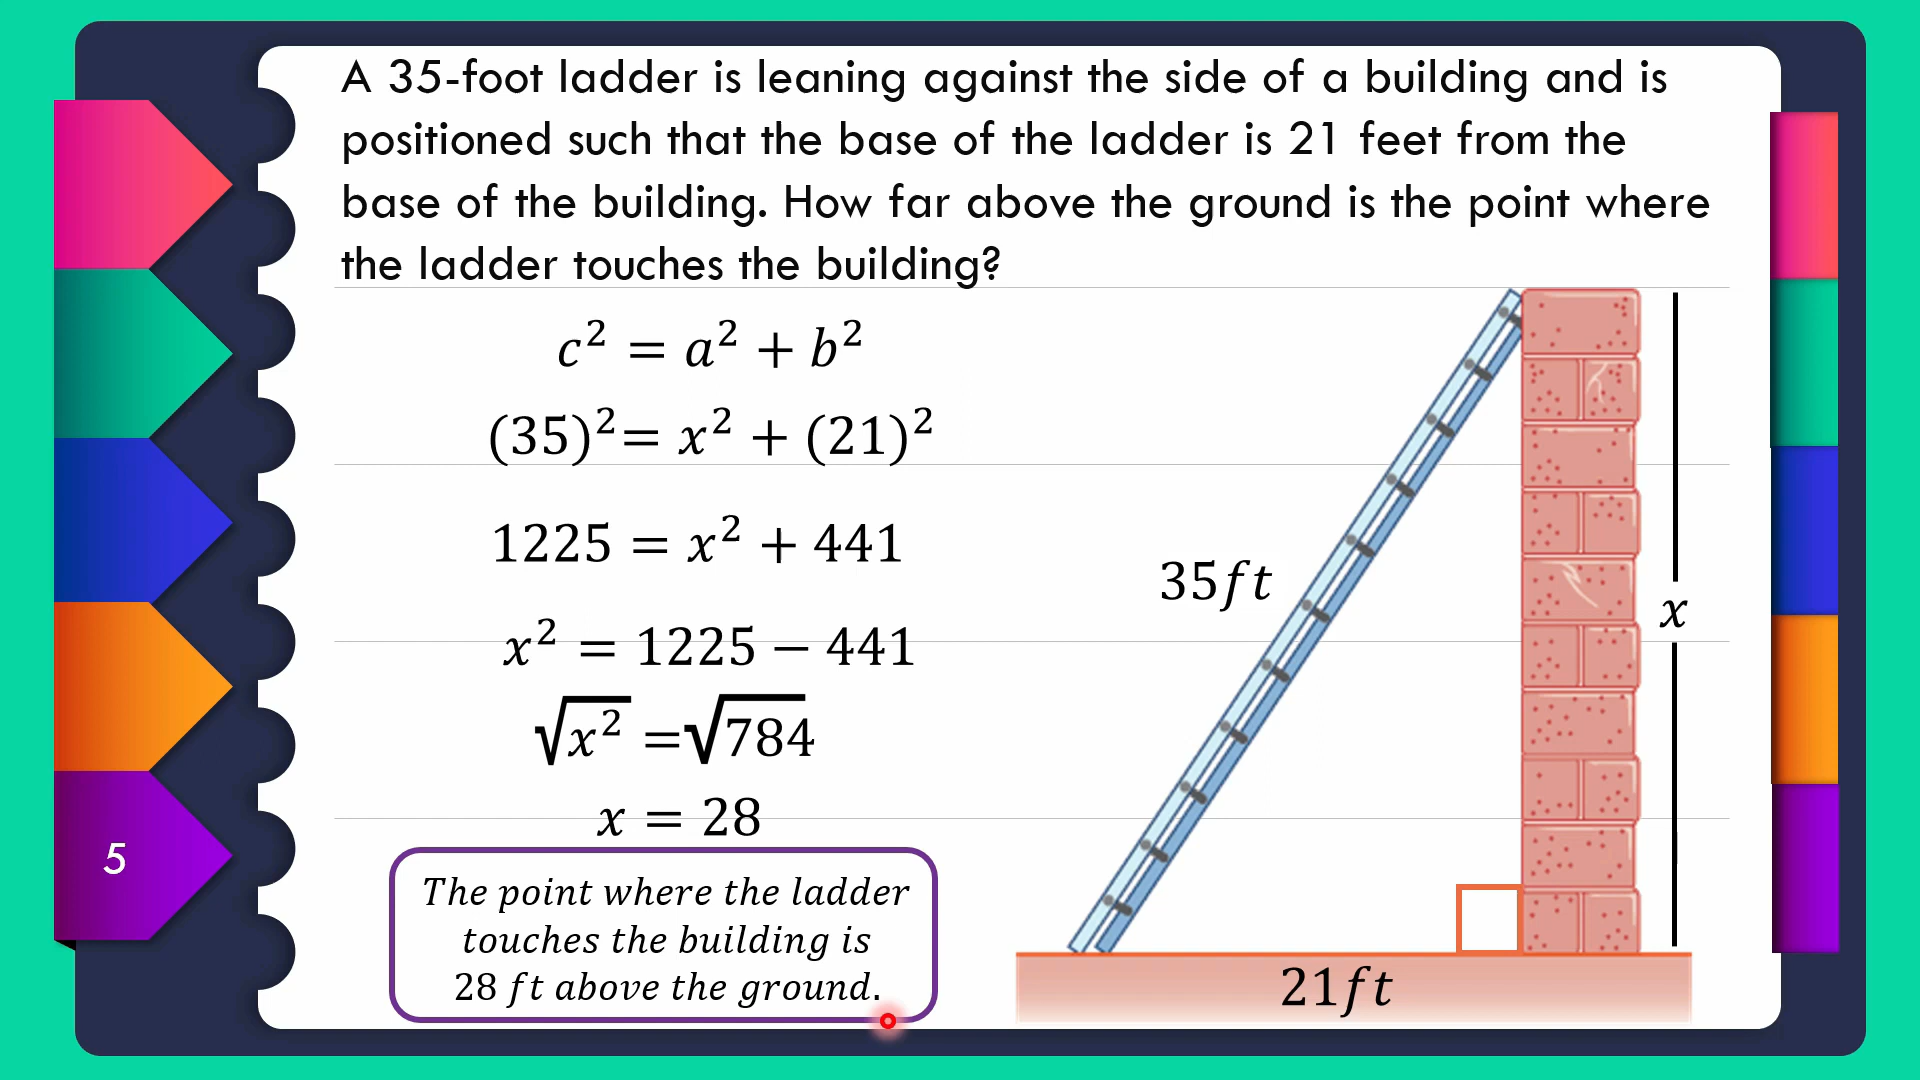 A 35-foot ladder is leaning against the side of a building and is
positioned such that the base of the ladder is 21 feet from the
base of the building. How far above the ground is the point where
the ladder touches the building?
c² = a² + b²
(35)²= x² + (21)²
1225 = x² + 441
x² = 1225 − 441
√x² =√784
x = 28
The point where the ladder
touches the building is
28 ft above the ground.
35ft
x
21ft
5